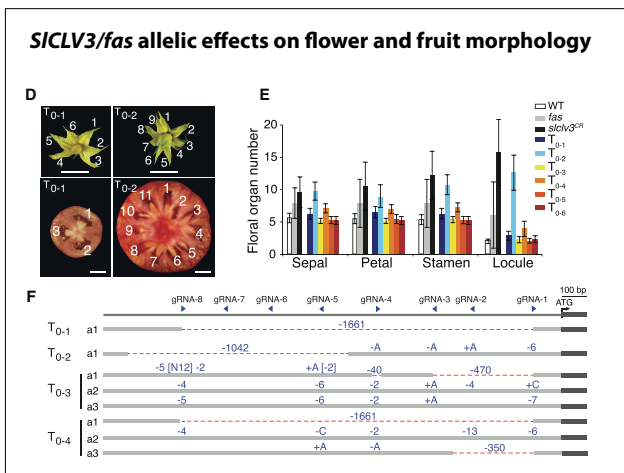 SlCLV3/fas allelic effects on flower and fruit morphology
D
T0-1
1
2
3
4
5
6
T0-2
1
2
3
4
5
6
7
8
9
T0-1
1
2
3
T0-2
1
2
3
4
5
6
7
8
9
10
11
E
Floral organ number
20
15
10
5
0
Sepal Petal Stamen Locule
WT
fas
slclv3CR
T0-1
T0-2
T0-3
T0-4
T0-5
T0-6
F
100 bp
gRNA-8 gRNA-7 gRNA-6 gRNA-5 gRNA-4 gRNA-3 gRNA-2 gRNA-1 ATG
T0-1 a1 -1661
T0-2 a1 -1042 -A -A +A -6
T0-3
a1 -5 [N12] -2 +A [-2] -40 -470
a2 -4 -6 -2 +A -4 +C
a3 -5 -6 -2 +A -7
T0-4
a1 -1661
a2 -4 -C -2 -13 -6
a3 +A -A -350